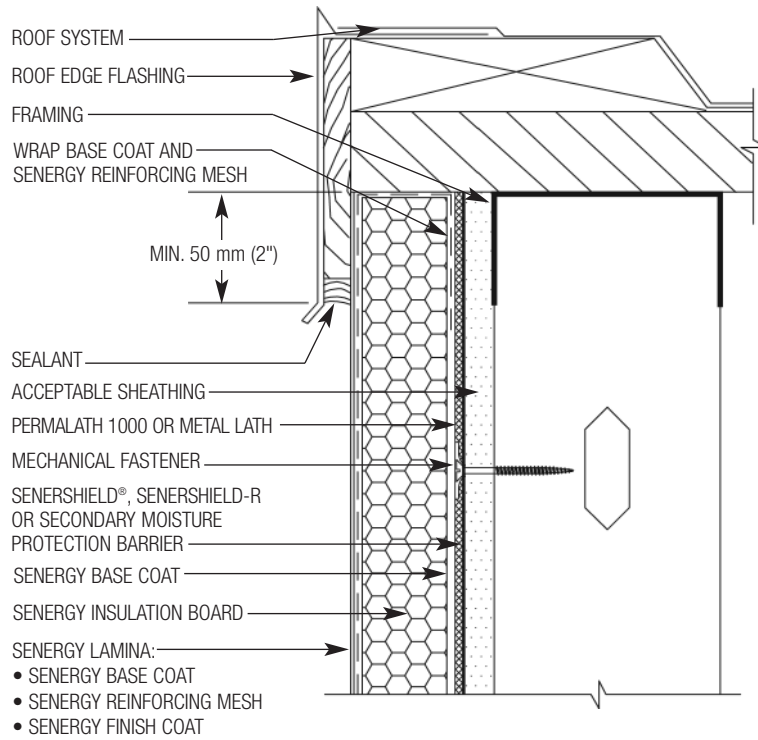 ROOF SYSTEM
ROOF EDGE FLASHING
FRAMING
WRAP BASE COAT AND
SENERGY REINFORCING MESH
MIN. 50 mm (2")
SEALANT
ACCEPTABLE SHEATHING
PERMALATH 1000 OR METAL LATH
MECHANICAL FASTENER
SENERSHIELD®, SENERSHIELD-R
OR SECONDARY MOISTURE
PROTECTION BARRIER
SENERGY BASE COAT
SENERGY INSULATION BOARD
SENERGY LAMINA:
• SENERGY BASE COAT
• SENERGY REINFORCING MESH
• SENERGY FINISH COAT